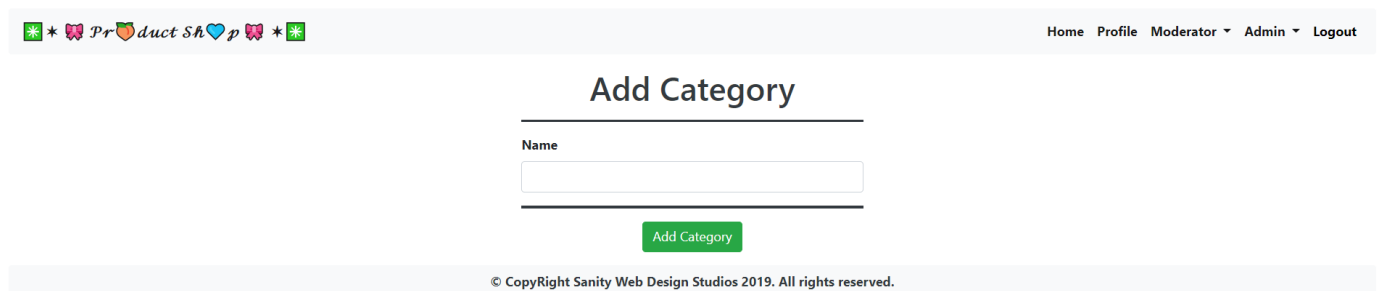 ✳️✶ 🎀 𝒫𝓇🍑𝒹𝓊𝒸𝓉 𝒮𝒽💙𝓅 🎀 ✶✳️
Home Profile Moderator Admin Logout
Add Category
Name
Add Category
© CopyRight Sanity Web Design Studios 2019. All rights reserved.